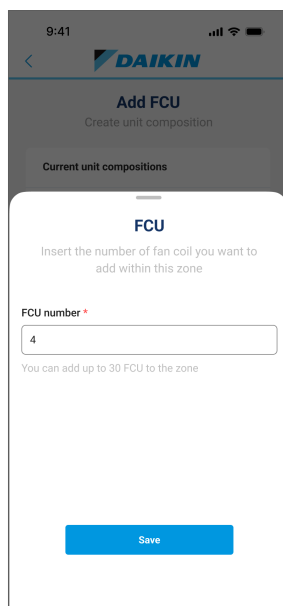 9:41
DAIKIN
Add FCU
Create unit composition
Current unit compositions
FCU
Insert the number of fan coil you want to
add within this zone
FCU number *
4
You can add up to 30 FCU to the zone
Save